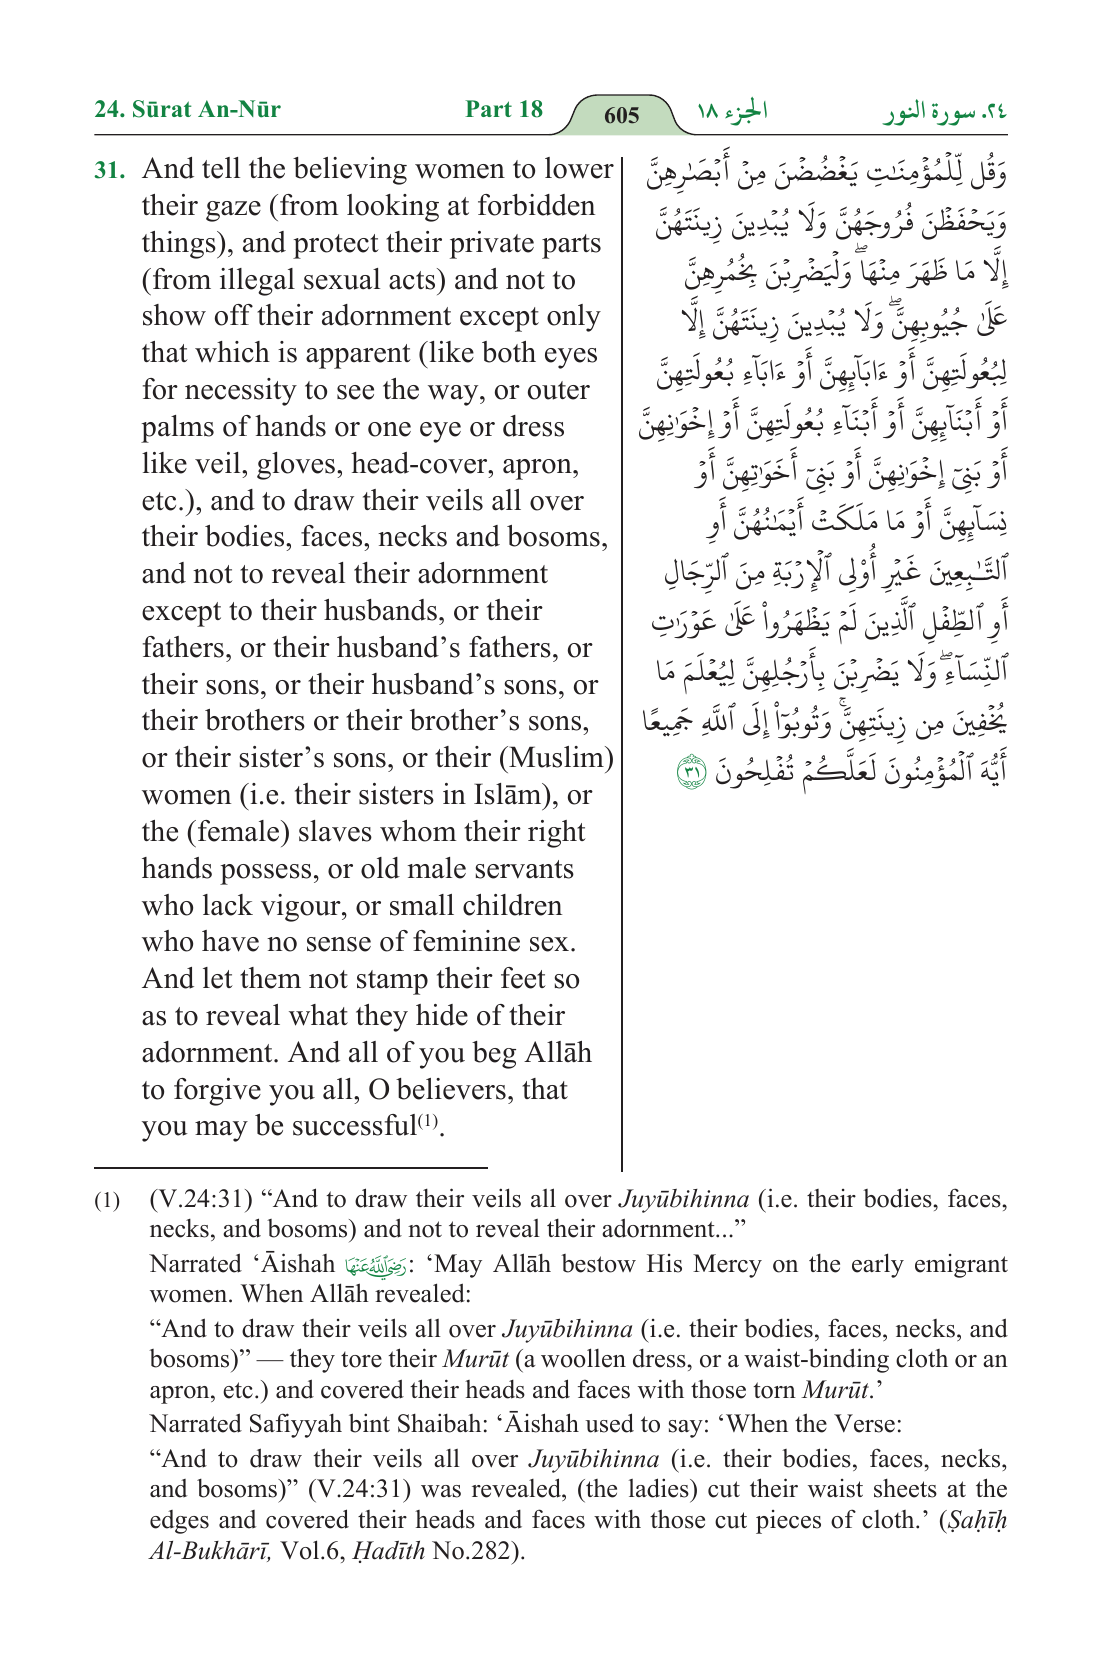 24. Sūrat An-Nūr
Part 18
605
الجزء ١٨
٢٤. سورة النور
31. And tell the believing women to lower
their gaze (from looking at forbidden
things), and protect their private parts
(from illegal sexual acts) and not to
show off their adornment except only
that which is apparent (like both eyes
for necessity to see the way, or outer
palms of hands or one eye or dress
like veil, gloves, head-cover, apron,
etc.), and to draw their veils all over
their bodies, faces, necks and bosoms,
and not to reveal their adornment
except to their husbands, or their
fathers, or their husband’s fathers, or
their sons, or their husband’s sons, or
their brothers or their brother’s sons,
or their sister’s sons, or their (Muslim)
women (i.e. their sisters in Islām), or
the (female) slaves whom their right
hands possess, or old male servants
who lack vigour, or small children
who have no sense of feminine sex.
And let them not stamp their feet so
as to reveal what they hide of their
adornment. And all of you beg Allāh
to forgive you all, O believers, that
you may be successful(1).
وَقُل لِّلْمُؤْمِنَٰتِ يَغْضُضْنَ مِنْ أَبْصَٰرِهِنَّ
وَيَحْفَظْنَ فُرُوجَهُنَّ وَلَا يُبْدِينَ زِينَتَهُنَّ
إِلَّا مَا ظَهَرَ مِنْهَاۖ وَلْيَضْرِبْنَ بِخُمُرِهِنَّ
عَلَىٰ جُيُوبِهِنَّۖ وَلَا يُبْدِينَ زِينَتَهُنَّ إِلَّا
لِبُعُولَتِهِنَّ أَوْ ءَابَآئِهِنَّ أَوْ ءَابَآءِ بُعُولَتِهِنَّ
أَوْ أَبْنَآئِهِنَّ أَوْ أَبْنَآءِ بُعُولَتِهِنَّ أَوْ إِخْوَٰنِهِنَّ
أَوْ بَنِىٓ إِخْوَٰنِهِنَّ أَوْ بَنِىٓ أَخَوَٰتِهِنَّ أَوْ
نِسَآئِهِنَّ أَوْ مَا مَلَكَتْ أَيْمَٰنُهُنَّ أَوِ
ٱلتَّٰبِعِينَ غَيْرِ أُو۟لِى ٱلْإِرْبَةِ مِنَ ٱلرِّجَالِ
أَوِ ٱلطِّفْلِ ٱلَّذِينَ لَمْ يَظْهَرُوا۟ عَلَىٰ عَوْرَٰتِ
ٱلنِّسَآءِۖ وَلَا يَضْرِبْنَ بِأَرْجُلِهِنَّ لِيُعْلَمَ مَا
يُخْفِينَ مِن زِينَتِهِنَّۚ وَتُوبُوٓا۟ إِلَى ٱللَّهِ جَمِيعًا
أَيُّهَ ٱلْمُؤْمِنُونَ لَعَلَّكُمْ تُفْلِحُونَ ٣١
(1) (V.24:31) “And to draw their veils all over Juyūbihinna (i.e. their bodies, faces,
necks, and bosoms) and not to reveal their adornment...”
Narrated ‘Āishah رضي الله عنها: ‘May Allāh bestow His Mercy on the early emigrant
women. When Allāh revealed:
“And to draw their veils all over Juyūbihinna (i.e. their bodies, faces, necks, and
bosoms)” — they tore their Murūt (a woollen dress, or a waist-binding cloth or an
apron, etc.) and covered their heads and faces with those torn Murūt.’
Narrated Safiyyah bint Shaibah: ‘Āishah used to say: ‘When the Verse:
“And to draw their veils all over Juyūbihinna (i.e. their bodies, faces, necks,
and bosoms)” (V.24:31) was revealed, (the ladies) cut their waist sheets at the
edges and covered their heads and faces with those cut pieces of cloth.’ (Ṣaḥīḥ
Al-Bukhārī, Vol.6, Ḥadīth No.282).